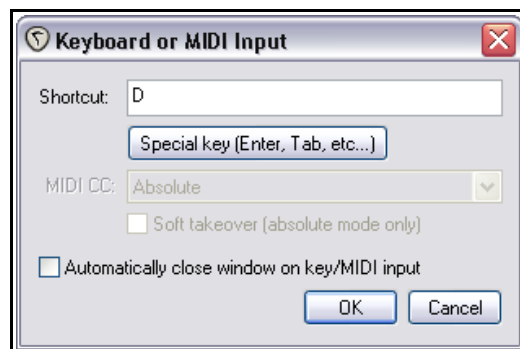 Keyboard or MIDI Input
Shortcut: D
Special key (Enter, Tab, etc...)
MIDI CC: Absolute
Soft takeover (absolute mode only)
Automatically close window on key/MIDI input
OK Cancel